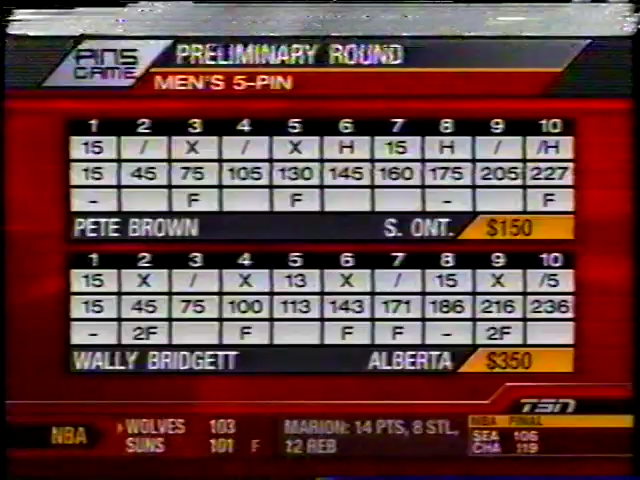 PINS GAME
PRELIMINARY ROUND
MEN'S 5-PIN
1 2 3 4 5 6 7 8 9 10
15 / X / X H 15 H / /H
15 45 75 105 130 145 160 175 205 227
- F F - F
PETE BROWN S. ONT. $150
1 2 3 4 5 6 7 8 9 10
15 X / X 13 X / 15 X /5
15 45 75 100 113 143 171 186 216 236
- 2F F F F - 2F
WALLY BRIDGETT ALBERTA $350
TSN
NBA WOLVES 103 MARION: 14 PTS, 8 STL, NBA FINAL
SUNS 101 F 12 REB SEA 106
CHA 119